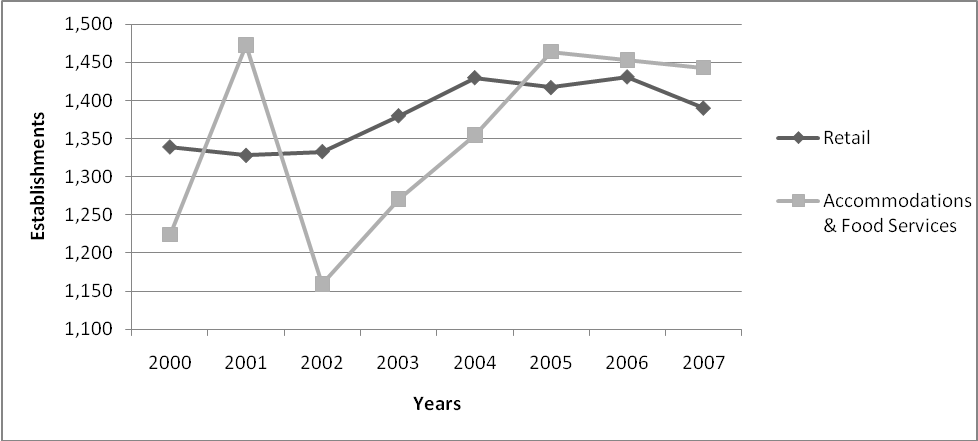 1,500
1,450
1,400
1,350
1,300
1,250
1,200
1,150
1,100
Establishments
2000 2001 2002 2003 2004 2005 2006 2007
Years
Retail
Accommodations
& Food Services